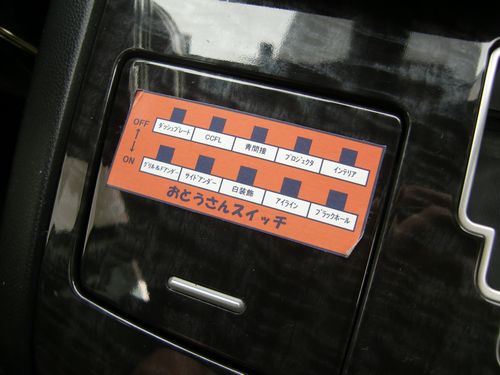 OFF ←→ ON
ダッシュプレート CCFL 青間接 プロジェクタ インテリア
グリル&ドアンダー サイドアンダー 白装飾 アイライン ブラックホール
おとうさんスイッチ